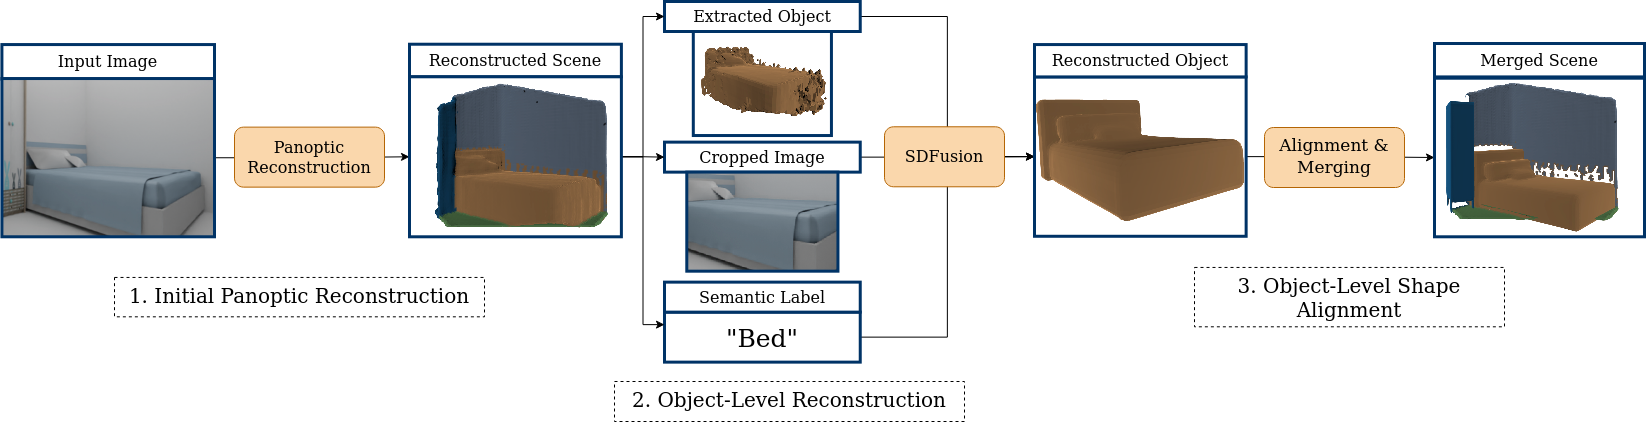 Input Image
Panoptic
Reconstruction
Reconstructed Scene
1. Initial Panoptic Reconstruction
Extracted Object
Cropped Image
Semantic Label
"Bed"
2. Object-Level Reconstruction
SDFusion
Reconstructed Object
Alignment &
Merging
Merged Scene
3. Object-Level Shape
Alignment